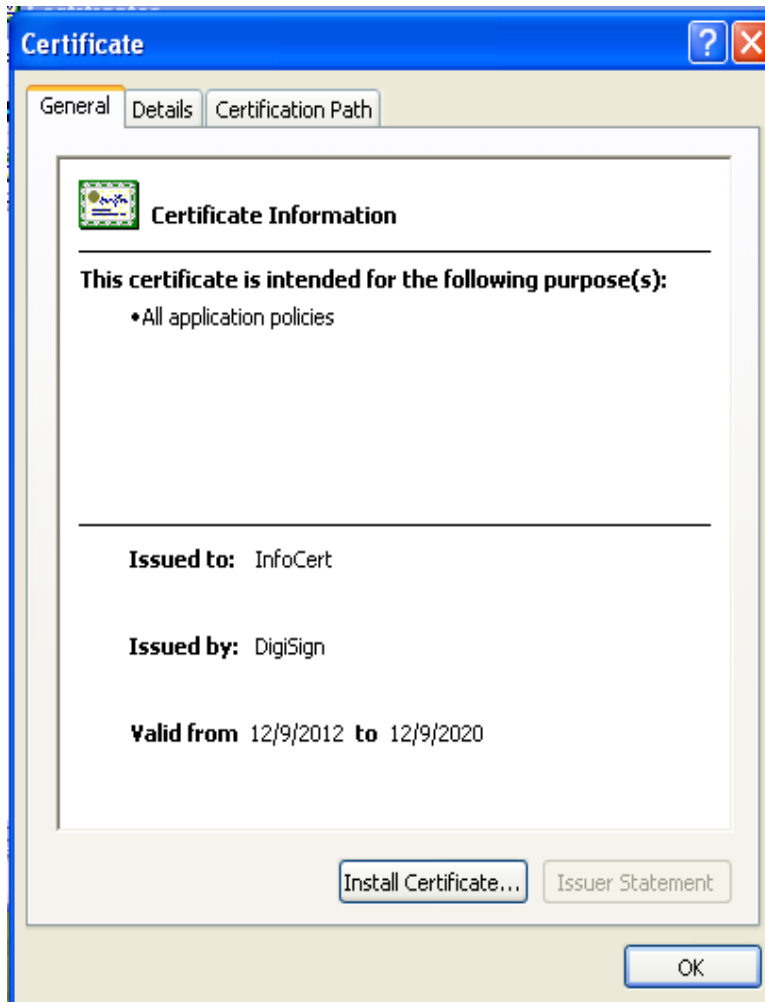 Certificate
General Details Certification Path
Certificate Information
This certificate is intended for the following purpose(s):
•All application policies
Issued to: InfoCert
Issued by: DigiSign
Valid from 12/9/2012 to 12/9/2020
Install Certificate... Issuer Statement
OK